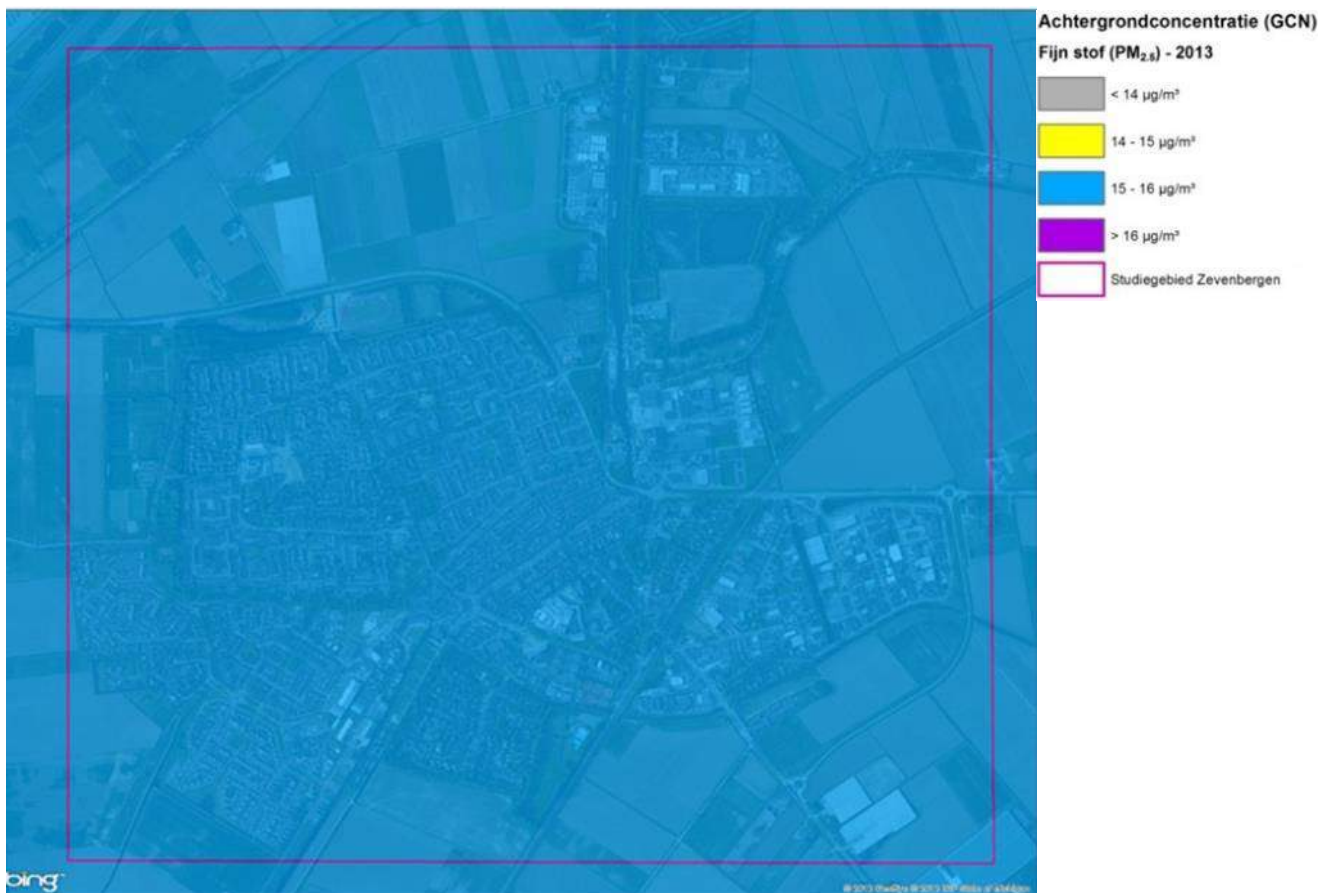 Achtergrondconcentratie (GCN)
Fijn stof (PM₂.₅) - 2013
< 14 µg/m³
14 - 15 µg/m³
15 - 16 µg/m³
> 16 µg/m³
Studiegebied Zevenbergen
bing